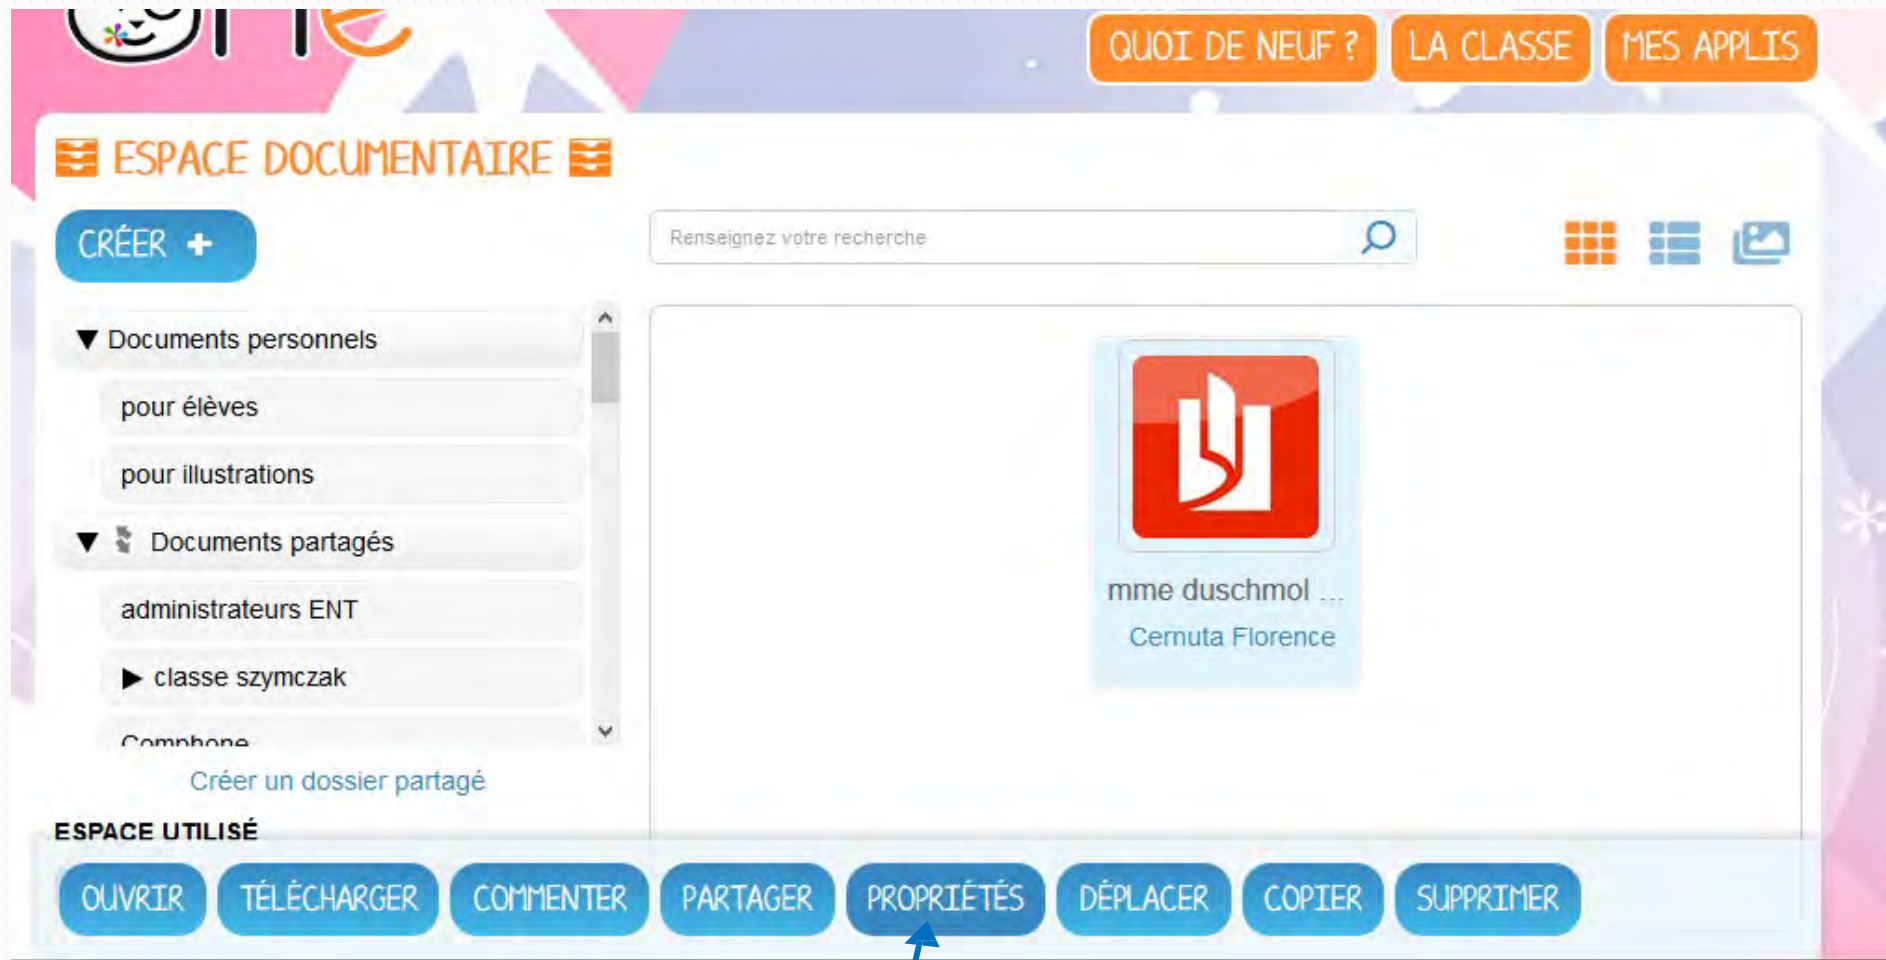 One
QUOI DE NEUF ?
LA CLASSE
MES APPLIS
ESPACE DOCUMENTAIRE
CRÉER +
Renseignez votre recherche
Documents personnels
pour élèves
pour illustrations
Documents partagés
administrateurs ENT
classe szymczak
Comphone
Créer un dossier partagé
ESPACE UTILISÉ
mme duschmol ...
Cernuta Florence
OUVRIR
TÉLÉCHARGER
COMMENTER
PARTAGER
PROPRIÉTÉS
DÉPLACER
COPIER
SUPPRIMER